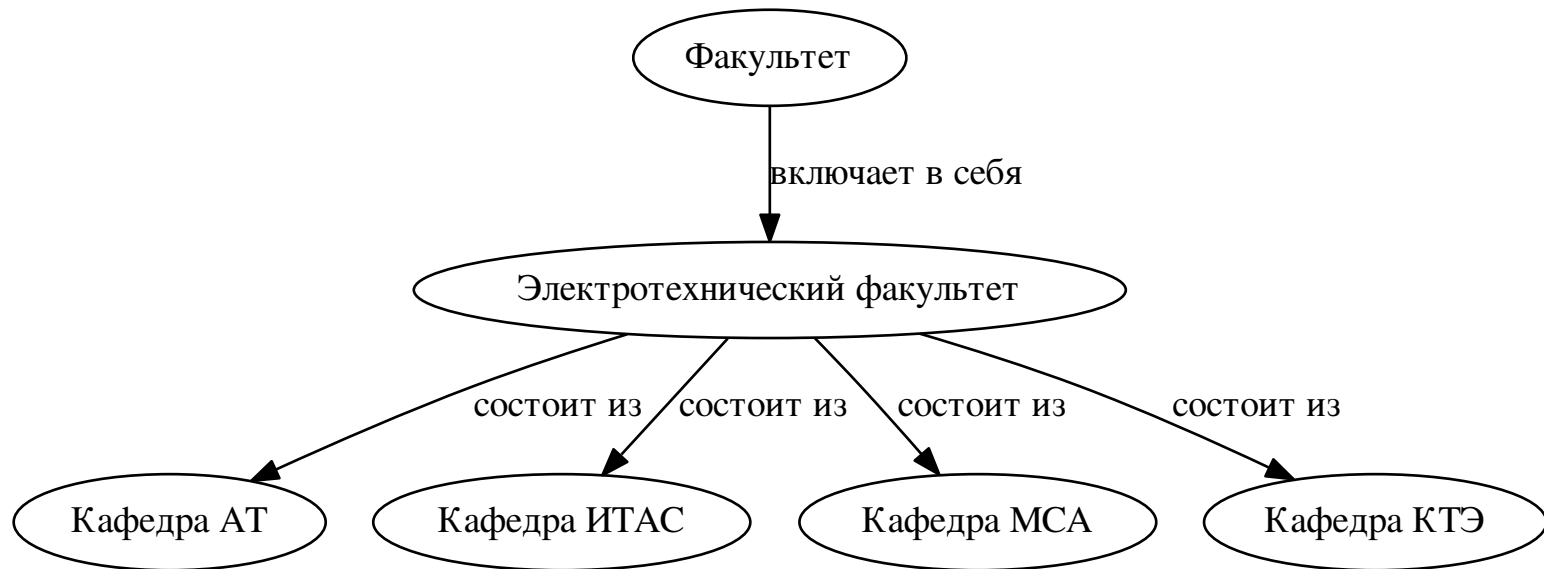 Факультет
включает в себя
Электротехнический факультет
состоит из
состоит из
состоит из
состоит из
Кафедра АТ
Кафедра ИТАС
Кафедра МСА
Кафедра КТЭ